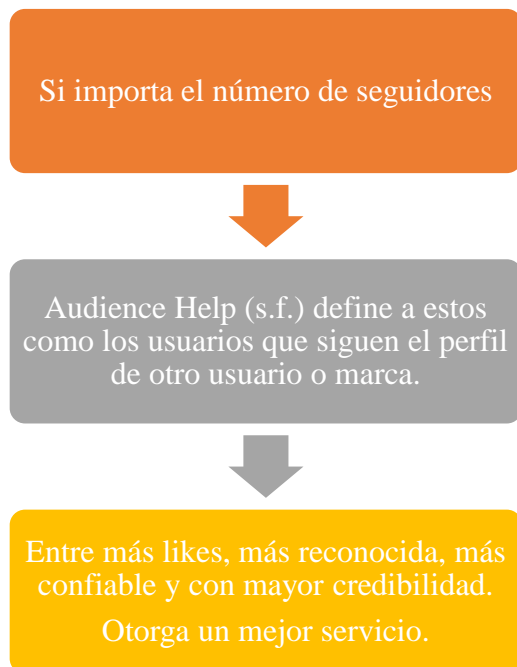 Si importa el número de seguidores
Audience Help (s.f.) define a estos
como los usuarios que siguen el perfil
de otro usuario o marca.
Entre más likes, más reconocida, más
confiable y con mayor credibilidad.
Otorga un mejor servicio.